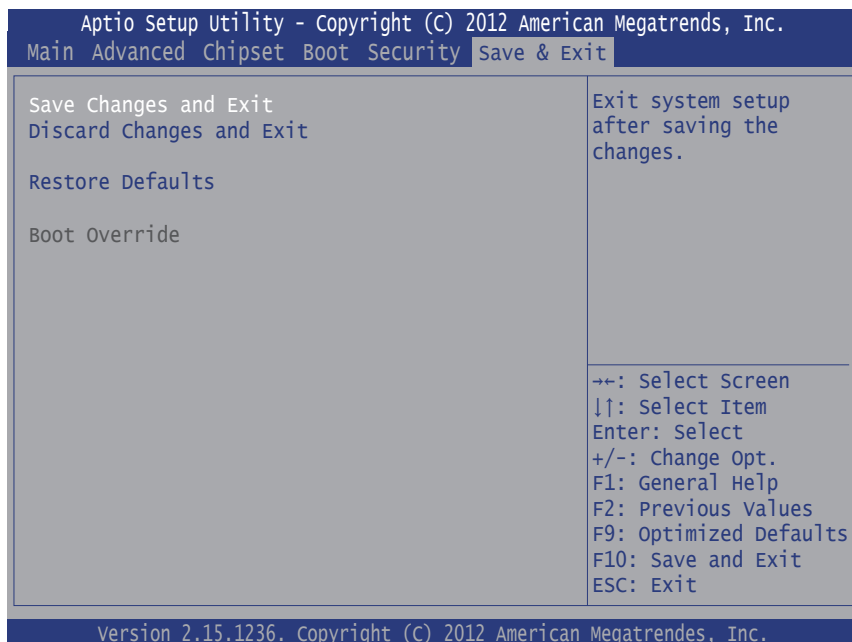 Aptio Setup Utility - Copyright (C) 2012 American Megatrends, Inc.
Main Advanced Chipset Boot Security Save & Exit
Save Changes and Exit
Discard Changes and Exit
Restore Defaults
Boot Override
Exit system setup
after saving the
changes.
→←: Select Screen
↓↑: Select Item
Enter: Select
+/-: Change Opt.
F1: General Help
F2: Previous Values
F9: Optimized Defaults
F10: Save and Exit
ESC: Exit
Version 2.15.1236. Copyright (C) 2012 American Megatrendes, Inc.